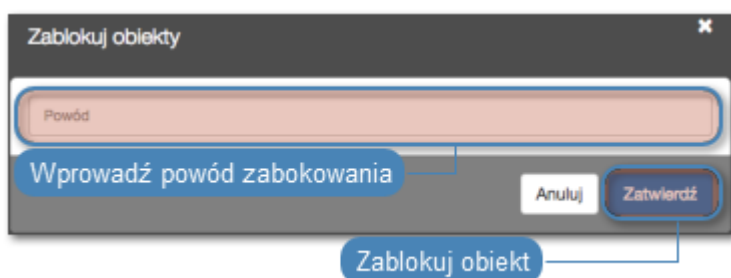 Zablokuj obiekty
Powód
Wprowadź powód zabokowania
Anuluj
Zatwierdź
Zablokuj obiekt